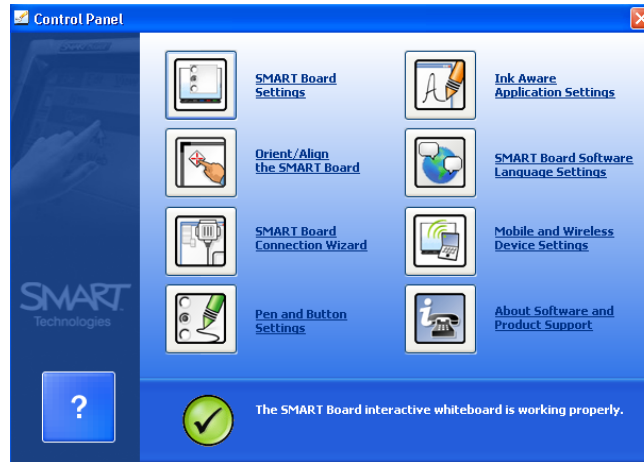 Control Panel
SMART Board
Settings
Ink Aware
Application Settings
Orient/Align
the SMART Board
SMART Board Software
Language Settings
SMART Board
Connection Wizard
Mobile and Wireless
Device Settings
Pen and Button
Settings
About Software and
Product Support
SMART
Technologies
?
The SMART Board interactive whiteboard is working properly.